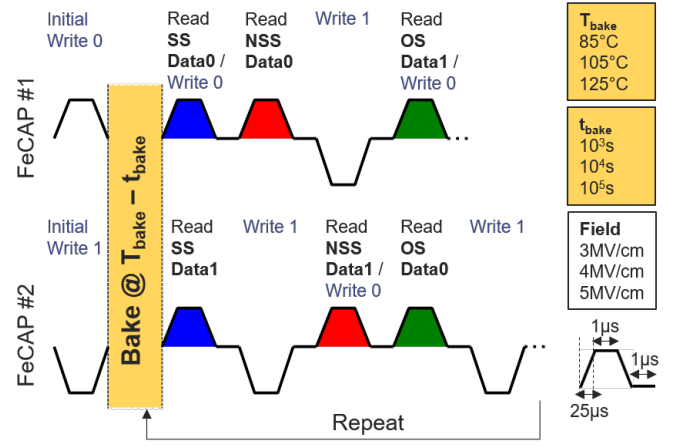 Initial
Write 0
Read
SS
Data0 /
Write 0
Read
NSS
Data0
Write 1
Read
OS
Data1 /
Write 0
FeCAP #1
Bake @ Tbake – tbake
Initial
Write 1
Read
SS
Data1
Write 1
Read
NSS
Data1 /
Write 0
Read
OS
Data0
Write 1
FeCAP #2
Repeat
Tbake
85°C
105°C
125°C
tbake
10³s
10⁴s
10⁵s
Field
3MV/cm
4MV/cm
5MV/cm
1µs
1µs
25µs